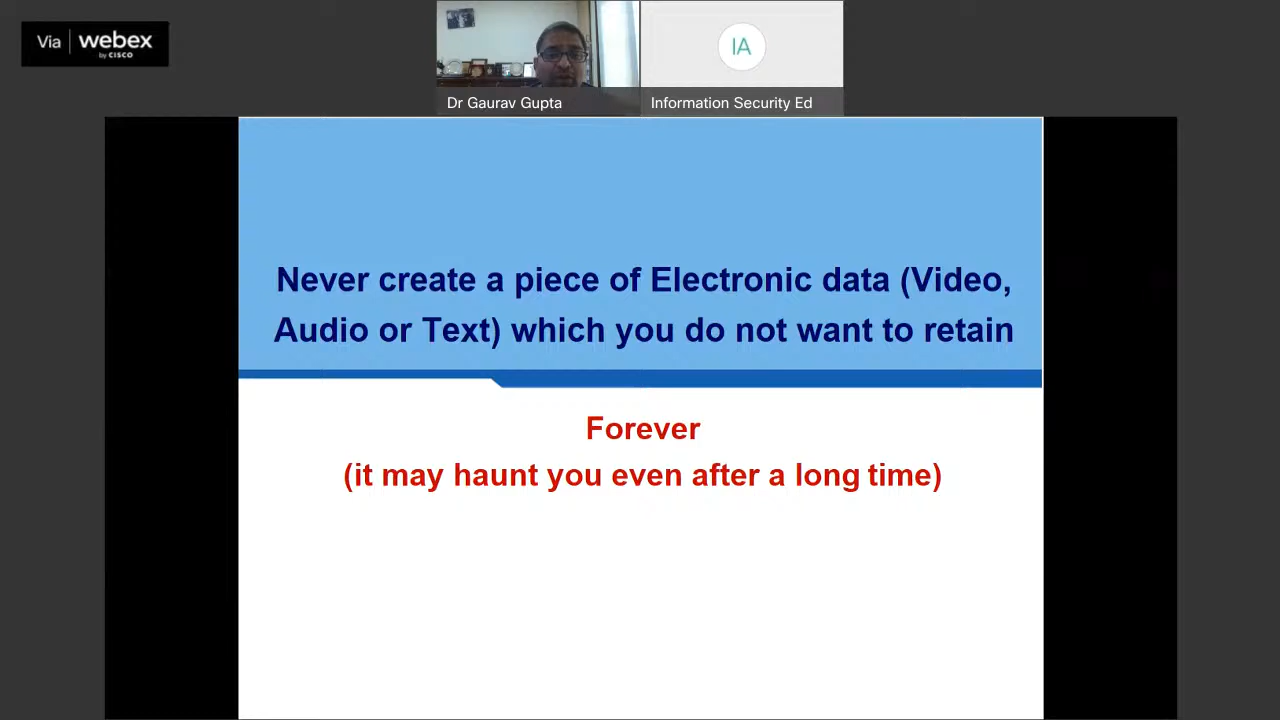 Via webex
by CISCO
IA
Dr Gaurav Gupta
Information Security Ed
Never create a piece of Electronic data (Video,
Audio or Text) which you do not want to retain
Forever
(it may haunt you even after a long time)